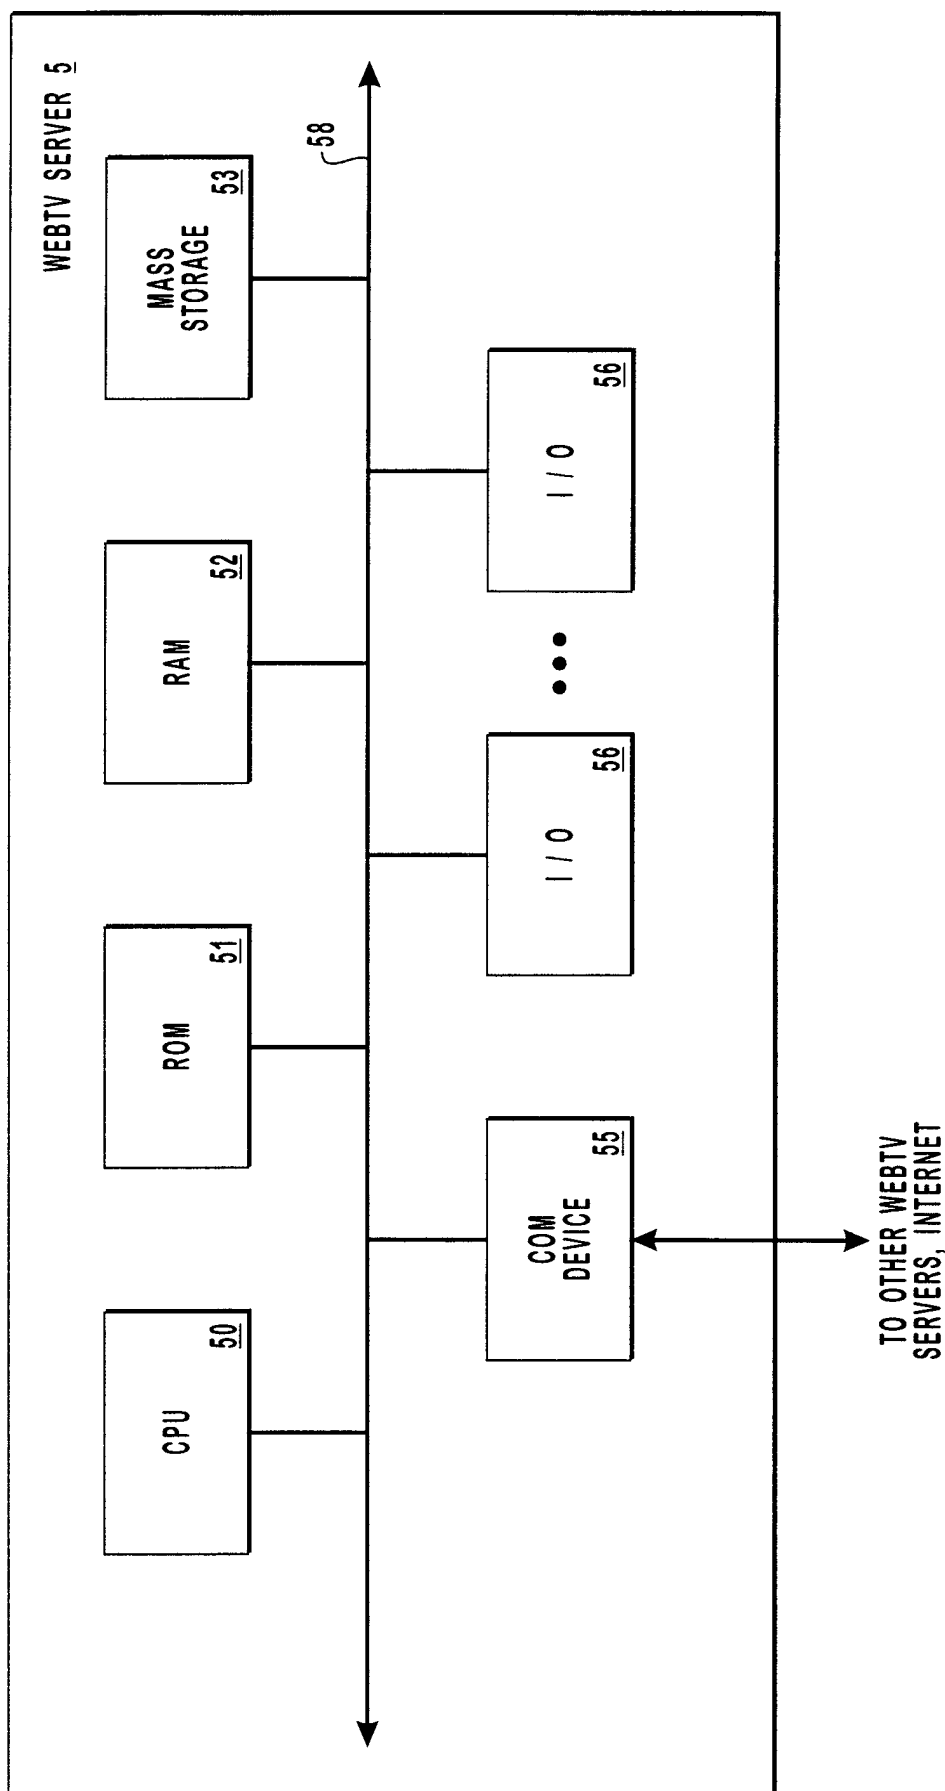 WEBTV SERVER 5
CPU
50
ROM
51
RAM
52
MASS
STORAGE
53
58
COM
DEVICE
55
I / O
56
I / O
56
TO OTHER WEBTV
SERVERS, INTERNET